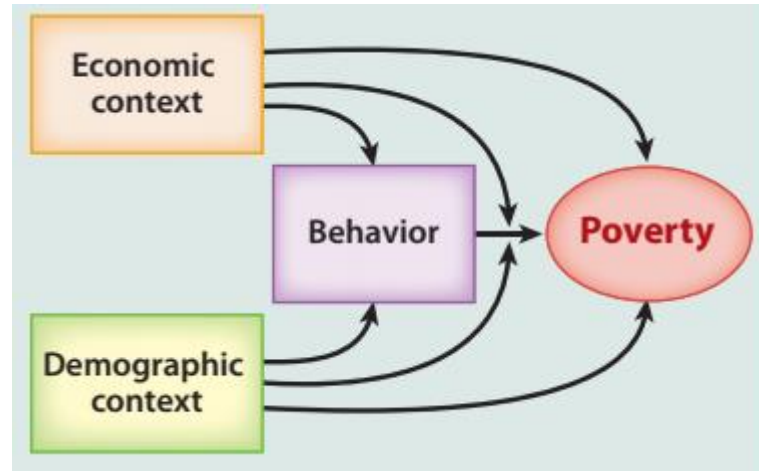 Economic
context
Behavior
Poverty
Demographic
context